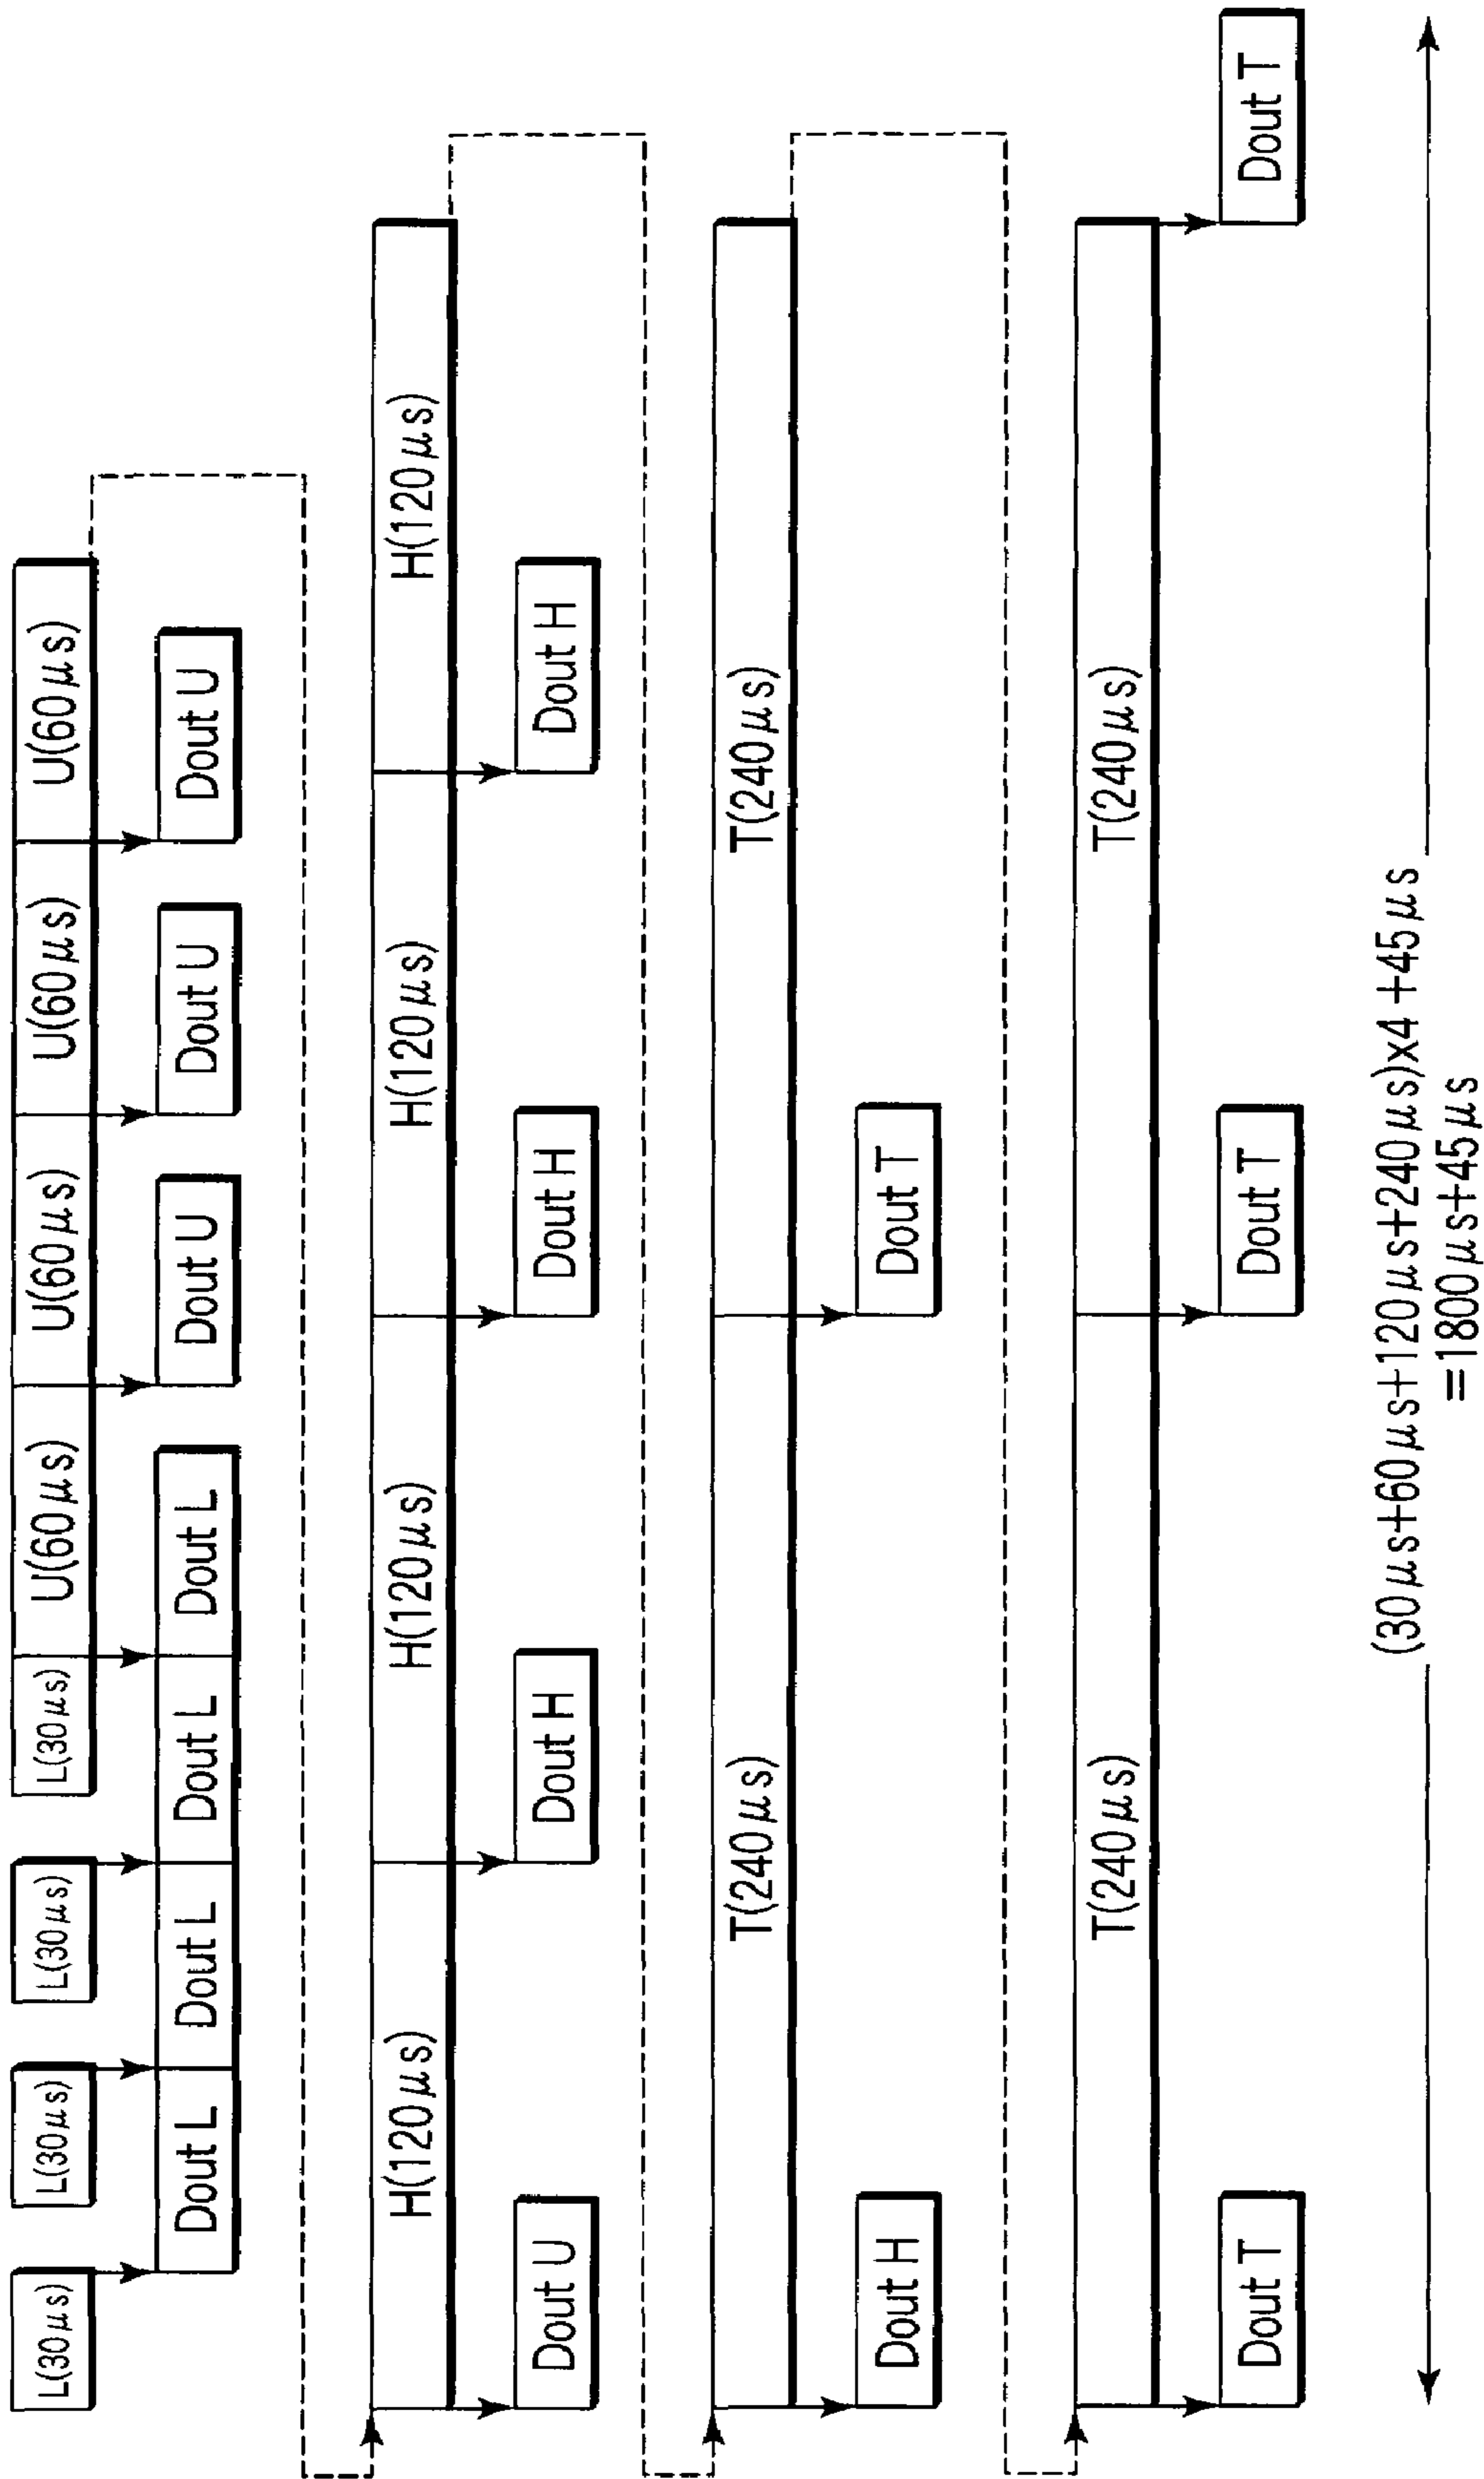 L(30μs)
L(30μs)
L(30μs)
L(30μs)
U(60μs)
U(60μs)
U(60μs)
U(60μs)
Dout L
Dout L
Dout L
Dout L
Dout U
Dout U
Dout U
H(120μs)
H(120μs)
H(120μs)
H(120μs)
Dout U
Dout H
Dout H
Dout H
T(240μs)
T(240μs)
Dout H
Dout T
T(240μs)
T(240μs)
Dout T
Dout T
Dout T
(30μs+60μs+120μs+240μs)x4+45μs
=1800μs+45μs